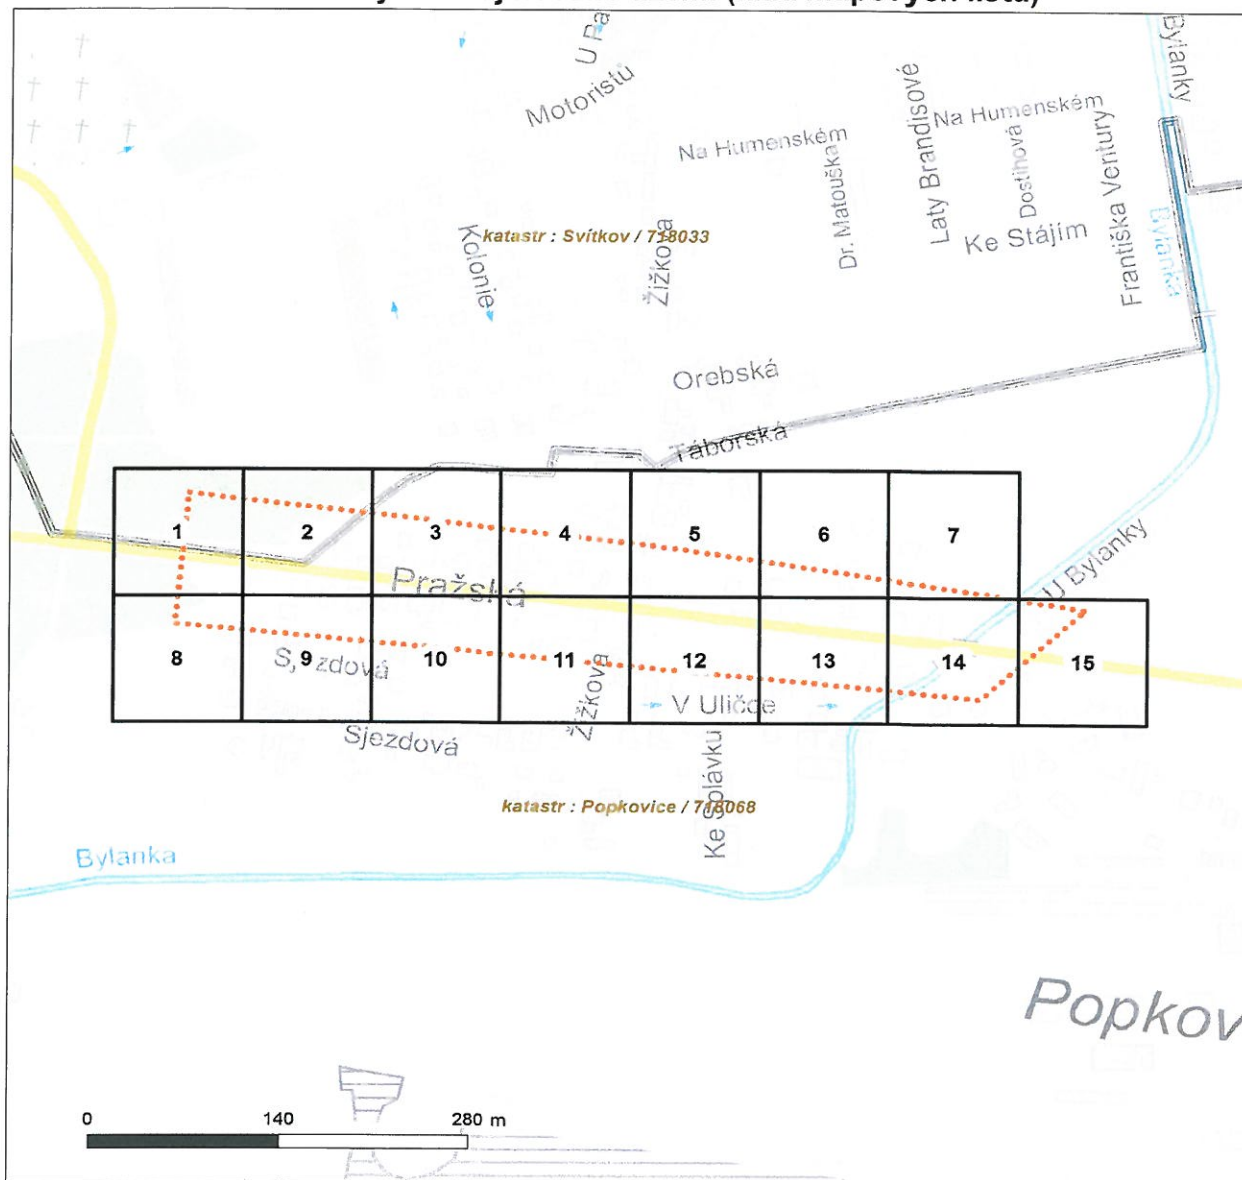 U Pa
Motoristů
Bylanky
Na Humenském
Na Humenském
Laty Brandisové
Dr. Matouška
Dostihová
Františka Ventury
Ke Stájím
Bylanka
katastr : Svítkov / 718033
Kolonie
Žižkova
Orebská
Táborská
1 2 3 4 5 6 7
Pražská
U Bylanky
8 9 10 11 12 13 14 15
zdová
Žižkova
V Uličce
Sjezdová
Ke Splávku
katastr : Popkovice / 718068
Bylanka
Popkov
0 140 280 m